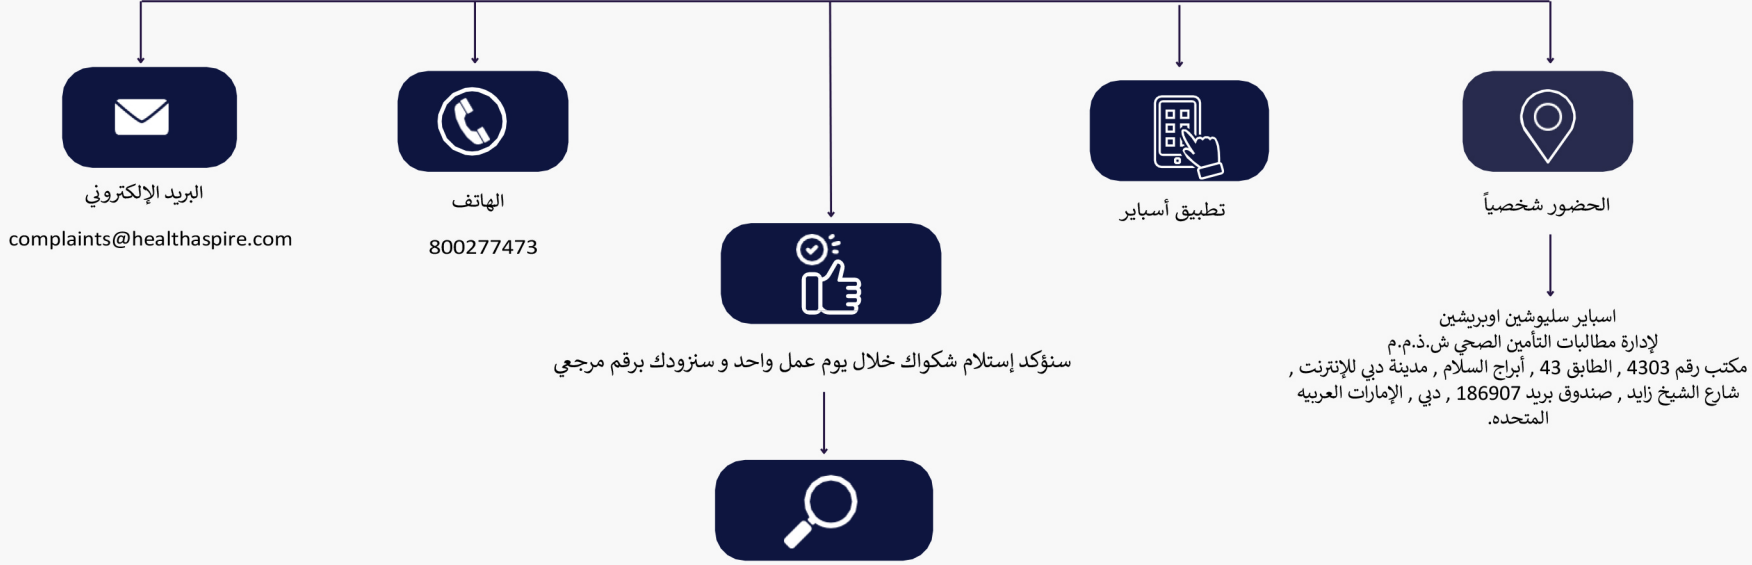 الحضور شخصياً
اسباير سليوشين اوبريشين
لإدارة مطالبات التأمين الصحي ش.ذ.م.م
مكتب رقم 4303 , الطابق 43 , أبراج السلام , مدينة دبي للإنترنت ,
شارع الشيخ زايد , صندوق بريد 186907 , دبي , الإمارات العربيه
المتحده.
تطبيق أسباير
الهاتف
800277473
البريد الإلكتروني
complaints@healthaspire.com
سنؤكد إستلام شكواك خلال يوم عمل واحد و سنزودك برقم مرجعي